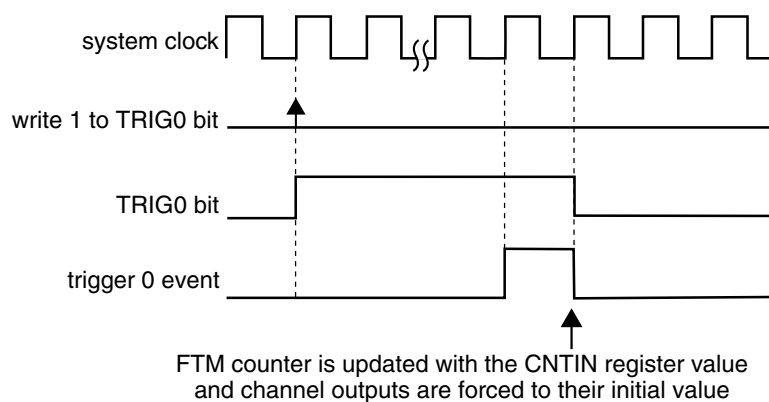 system clock
write 1 to TRIG0 bit
TRIG0 bit
trigger 0 event
FTM counter is updated with the CNTIN register value
and channel outputs are forced to their initial value